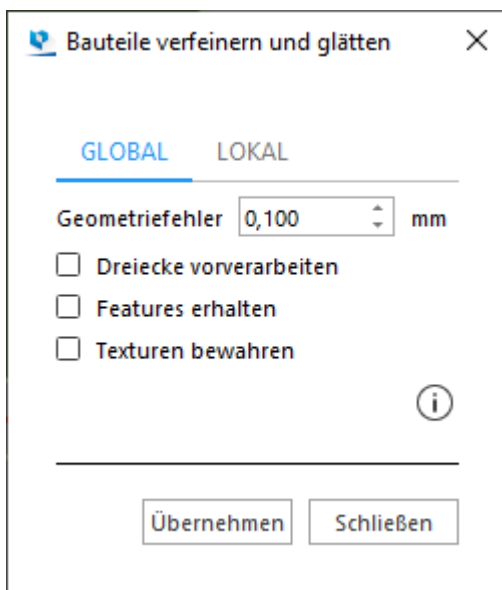 Bauteile verfeinern und glätten
GLOBAL LOKAL
Geometriefehler 0,100 mm
Dreiecke vorverarbeiten
Features erhalten
Texturen bewahren
Übernehmen Schließen